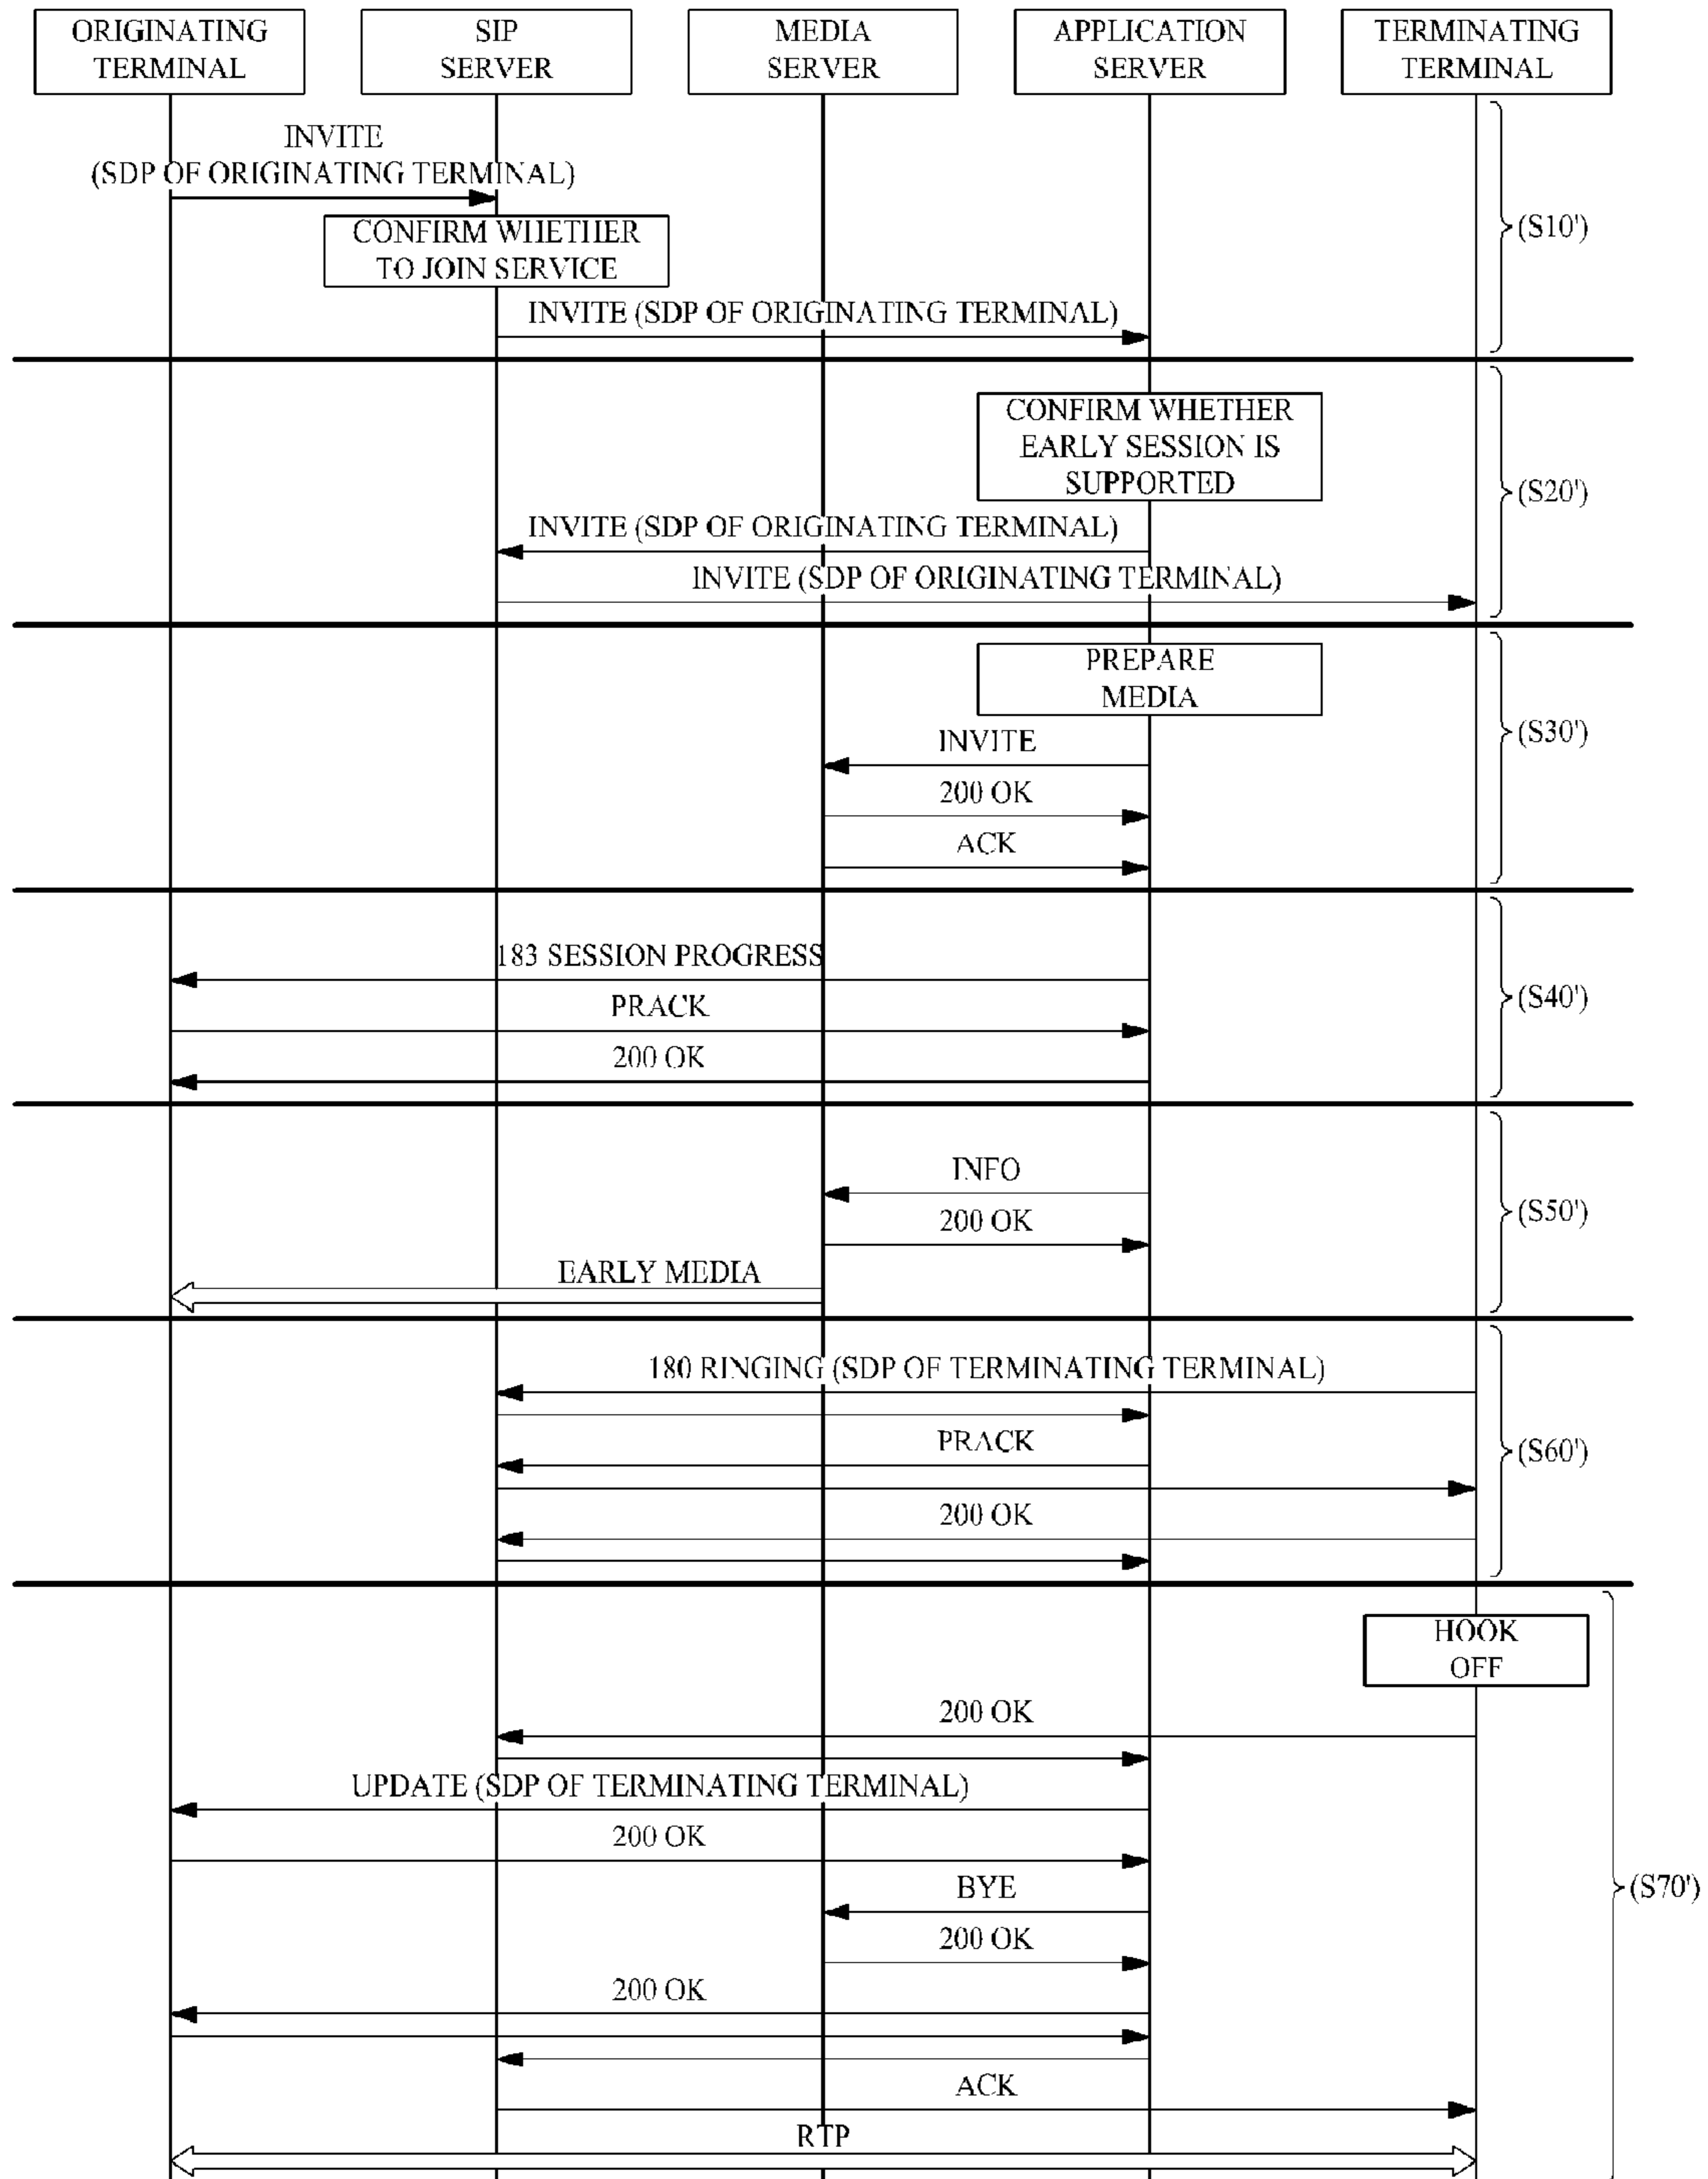 ORIGINATING
TERMINAL
SIP
SERVER
MEDIA
SERVER
APPLICATION
SERVER
TERMINATING
TERMINAL
INVITE
(SDP OF ORIGINATING TERMINAL)
CONFIRM WHETHER
TO JOIN SERVICE
INVITE (SDP OF ORIGINATING TERMINAL)
(S10')
CONFIRM WHETHER
EARLY SESSION IS
SUPPORTED
INVITE (SDP OF ORIGINATING TERMINAL)
INVITE (SDP OF ORIGINATING TERMINAL)
(S20')
PREPARE
MEDIA
INVITE
200 OK
ACK
(S30')
183 SESSION PROGRESS
PRACK
200 OK
(S40')
INFO
200 OK
EARLY MEDIA
(S50')
180 RINGING (SDP OF TERMINATING TERMINAL)
PRACK
200 OK
(S60')
HOOK
OFF
200 OK
UPDATE (SDP OF TERMINATING TERMINAL)
200 OK
BYE
200 OK
200 OK
ACK
RTP
(S70')